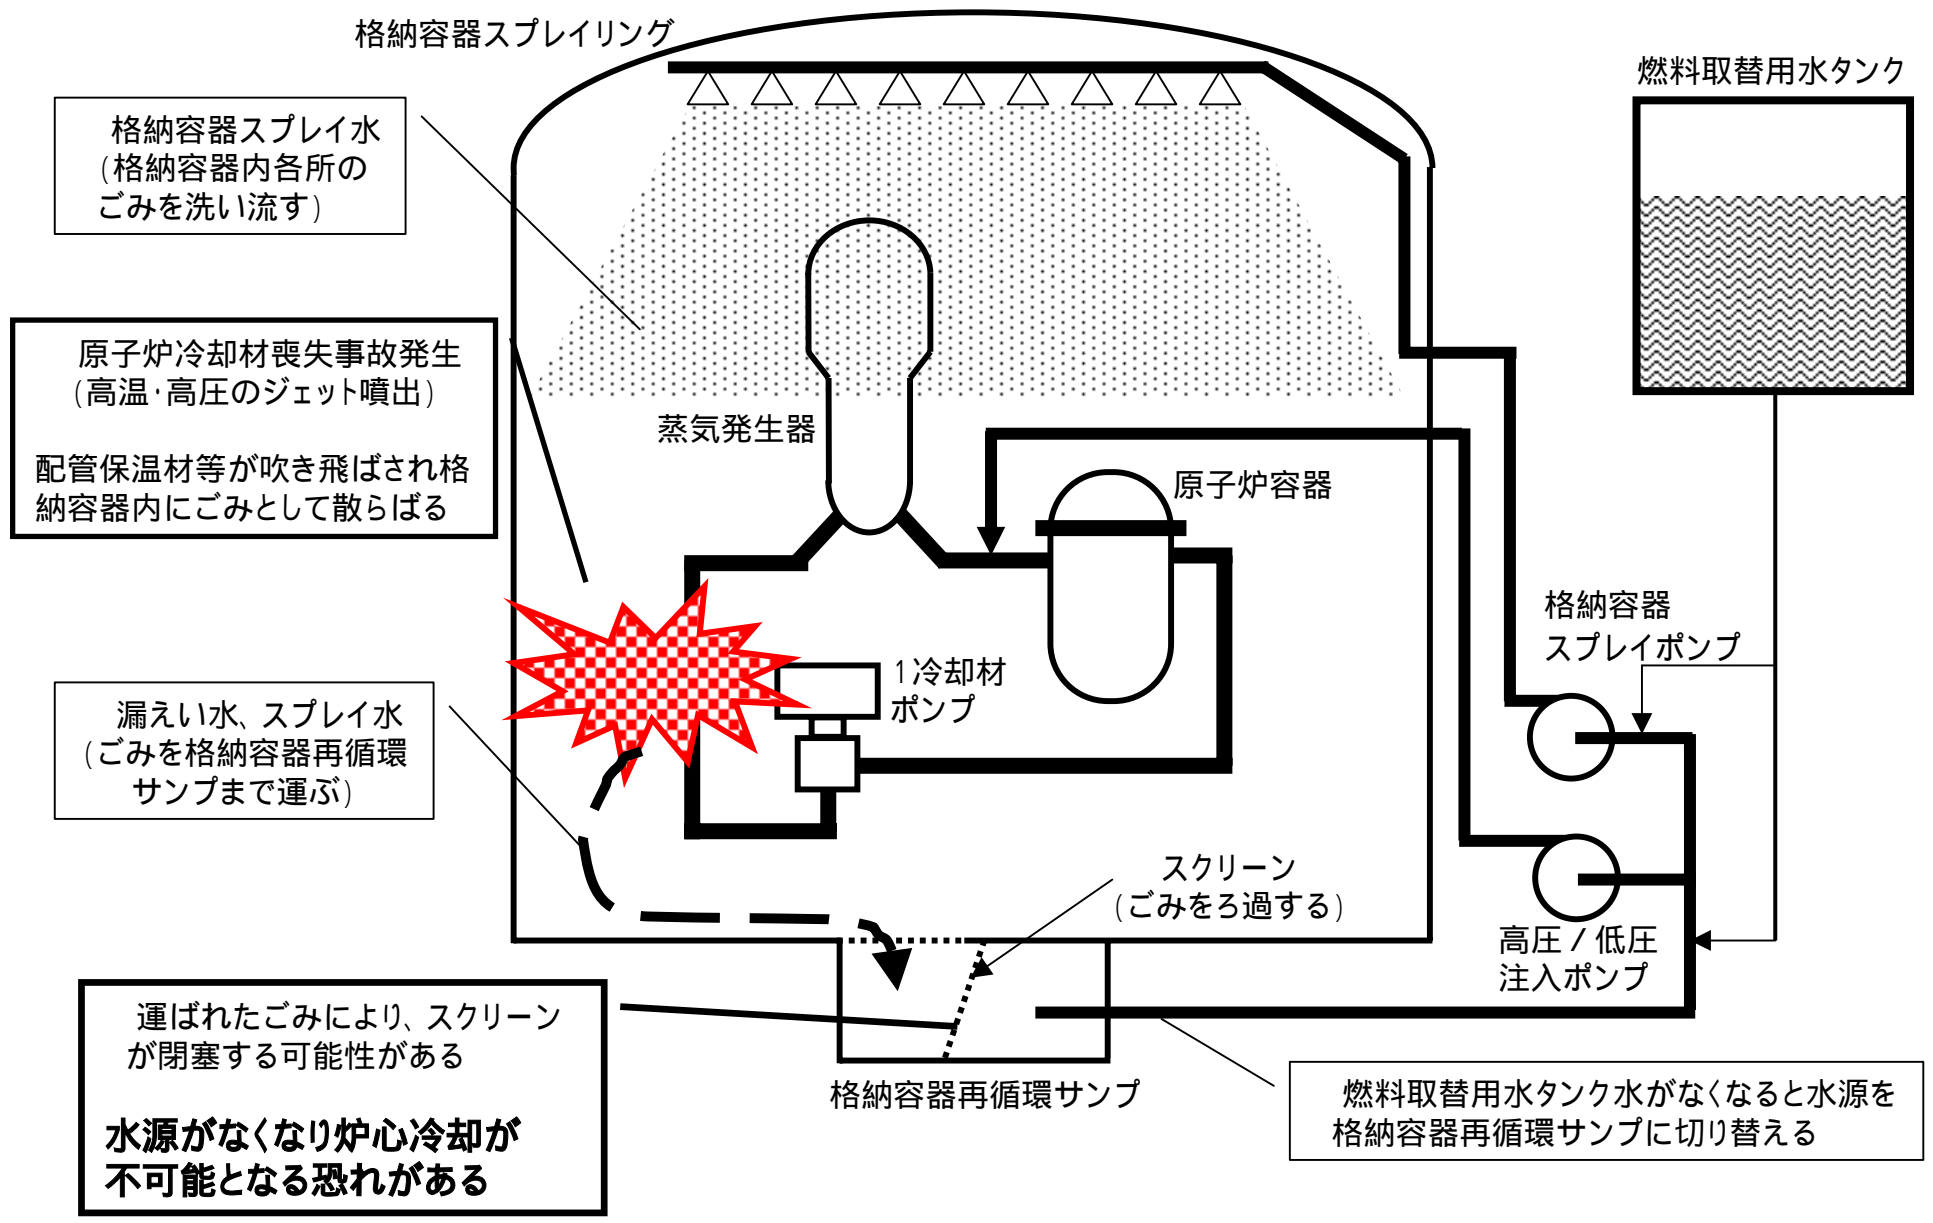 格納容器スプレイリング
燃料取替用水タンク
格納容器スプレイ水
(格納容器内各所の
ごみを洗い流す)
原子炉冷却材喪失事故発生
(高温・高圧のジェット噴出)
配管保温材等が吹き飛ばされ格
納容器内にごみとして散らばる
蒸気発生器
原子炉容器
格納容器
スプレイポンプ
1冷却材
ポンプ
漏えい水、スプレイ水
(ごみを格納容器再循環
サンプまで運ぶ)
スクリーン
(ごみをろ過する)
高圧/低圧
注入ポンプ
運ばれたごみにより、スクリーン
が閉塞する可能性がある
水源がなくなり炉心冷却が
不可能となる恐れがある
格納容器再循環サンプ
燃料取替用水タンク水がなくなると水源を
格納容器再循環サンプに切り替える